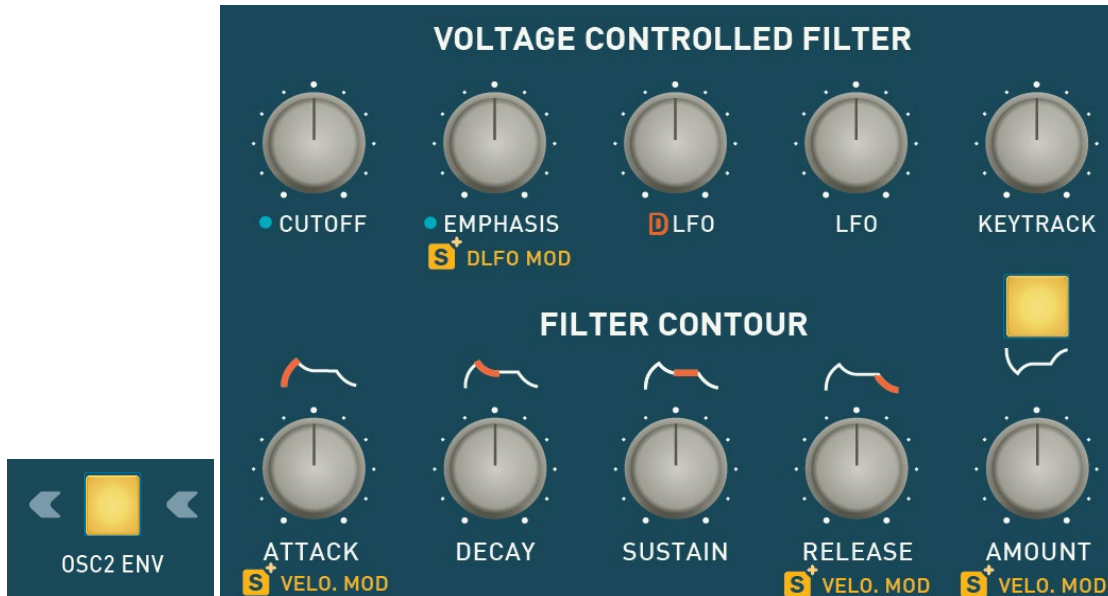 VOLTAGE CONTROLLED FILTER
CUTOFF
EMPHASIS
D LFO
LFO
KEYTRACK
S+ DLFO MOD
FILTER CONTOUR
OSC2 ENV
ATTACK
DECAY
SUSTAIN
RELEASE
AMOUNT
S+ VELO. MOD
S+ VELO. MOD
S+ VELO. MOD